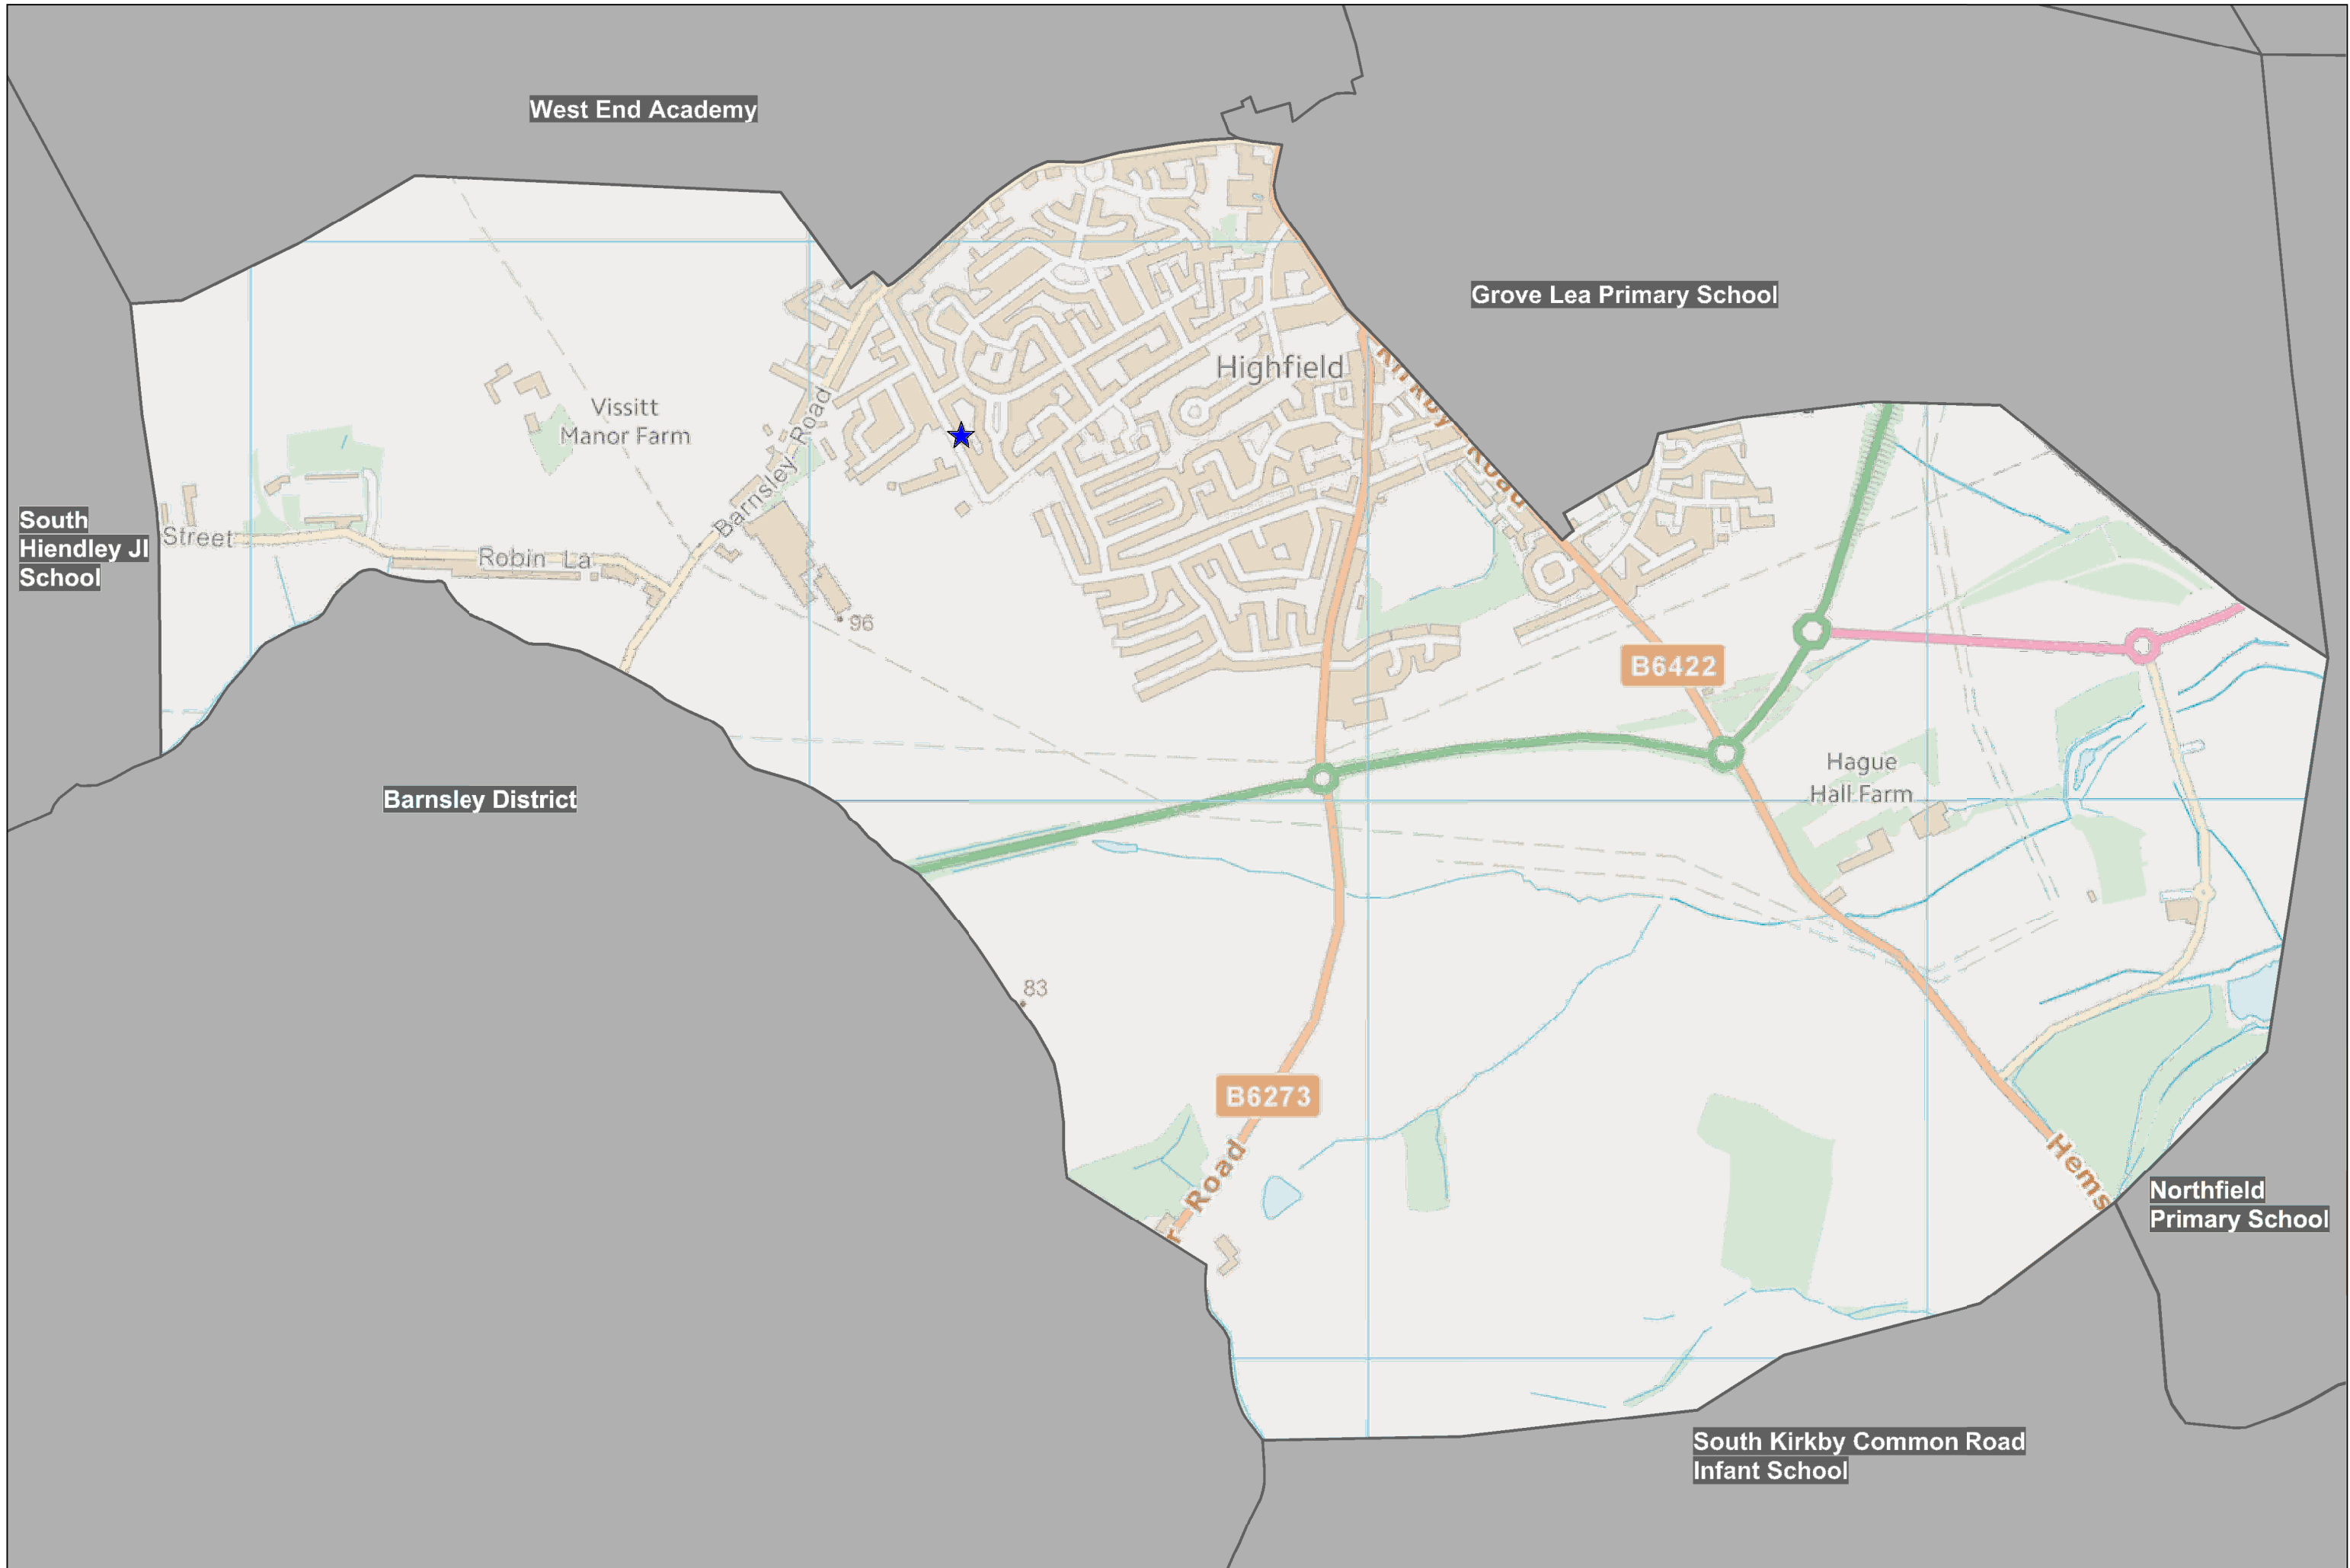 West End Academy
Grove Lea Primary School
Highfield
Kirkby Road
Vissitt
Manor Farm
Barnsley Road
South
Hiendley JI
School
Street
Robin La
96
B6422
Hague
Hall Farm
Barnsley District
83
B6273
Road
Hems
Northfield
Primary School
South Kirkby Common Road
Infant School